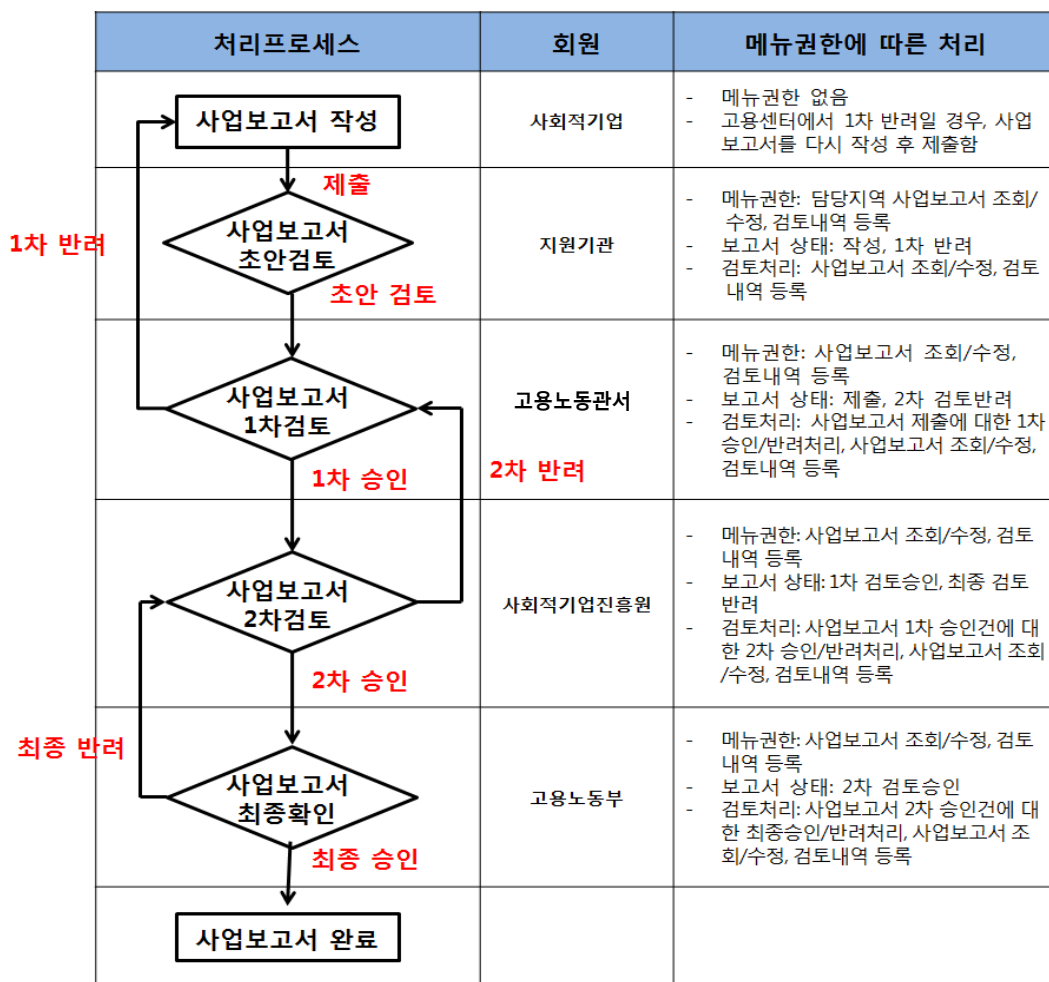 처리프로세스
회원
메뉴권한에 따른 처리
사업보고서 작성
사회적기업
- 메뉴권한 없음
- 고용센터에서 1차 반려일 경우, 사업
보고서를 다시 작성 후 제출함
제출
1차 반려
사업보고서
초안검토
지원기관
- 메뉴권한: 담당지역 사업보고서 조회/
수정, 검토내역 등록
- 보고서 상태: 작성, 1차 반려
- 검토처리: 사업보고서 조회/수정, 검토
내역 등록
초안 검토
사업보고서
1차검토
고용노동관서
- 메뉴권한: 사업보고서 조회/수정,
검토내역 등록
- 보고서 상태: 제출, 2차 검토반려
- 검토처리: 사업보고서 제출에 대한 1차
승인/반려처리, 사업보고서 조회/수정,
검토내역 등록
1차 승인
2차 반려
사업보고서
2차검토
사회적기업진흥원
- 메뉴권한: 사업보고서 조회/수정, 검토
내역 등록
- 보고서 상태: 1차 검토승인, 최종 검토
반려
- 검토처리: 사업보고서 1차 승인건에 대
한 2차 승인/반려처리, 사업보고서 조회
/수정, 검토내역 등록
2차 승인
최종 반려
사업보고서
최종확인
고용노동부
- 메뉴권한: 사업보고서 조회/수정, 검토
내역 등록
- 보고서 상태: 2차 검토승인
- 검토처리: 사업보고서 2차 승인건에 대
한 최종승인/반려처리, 사업보고서 조
회/수정, 검토내역 등록
최종 승인
사업보고서 완료